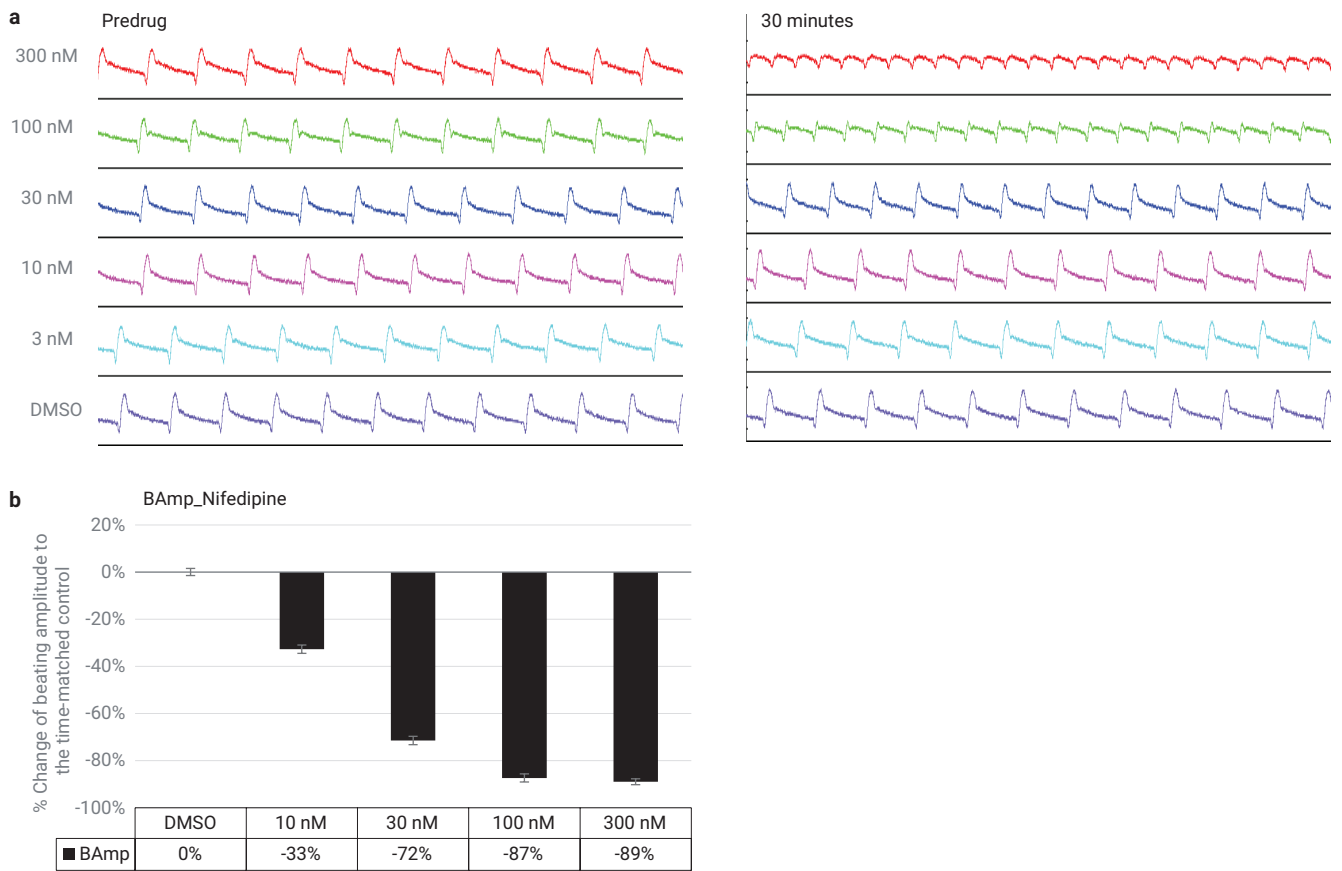 a
Predrug
30 minutes
300 nM
100 nM
30 nM
10 nM
3 nM
DMSO
b
BAmp_Nifedipine
% Change of beating amplitude to
the time-matched control
20%
0%
-20%
-40%
-60%
-80%
-100%
DMSO 10 nM 30 nM 100 nM 300 nM
BAmp 0% -33% -72% -87% -89%